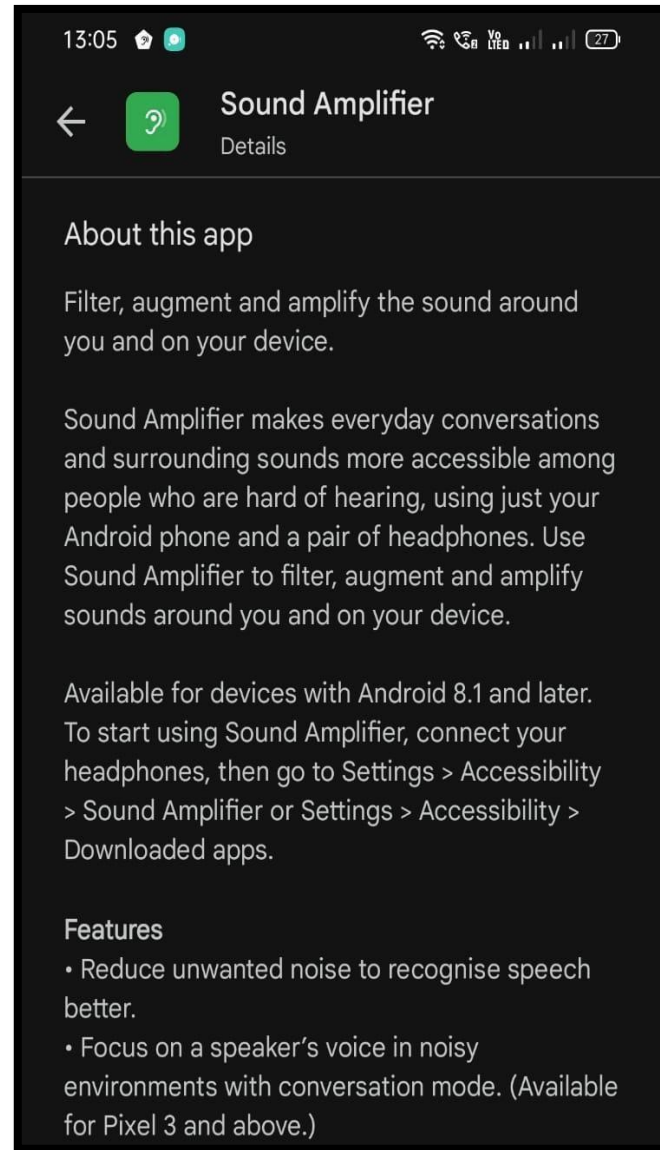 13:05 Vo LTE 27
Sound Amplifier
Details
About this app
Filter, augment and amplify the sound around
you and on your device.
Sound Amplifier makes everyday conversations
and surrounding sounds more accessible among
people who are hard of hearing, using just your
Android phone and a pair of headphones. Use
Sound Amplifier to filter, augment and amplify
sounds around you and on your device.
Available for devices with Android 8.1 and later.
To start using Sound Amplifier, connect your
headphones, then go to Settings > Accessibility
> Sound Amplifier or Settings > Accessibility >
Downloaded apps.
Features
• Reduce unwanted noise to recognise speech
better.
• Focus on a speaker’s voice in noisy
environments with conversation mode. (Available
for Pixel 3 and above.)